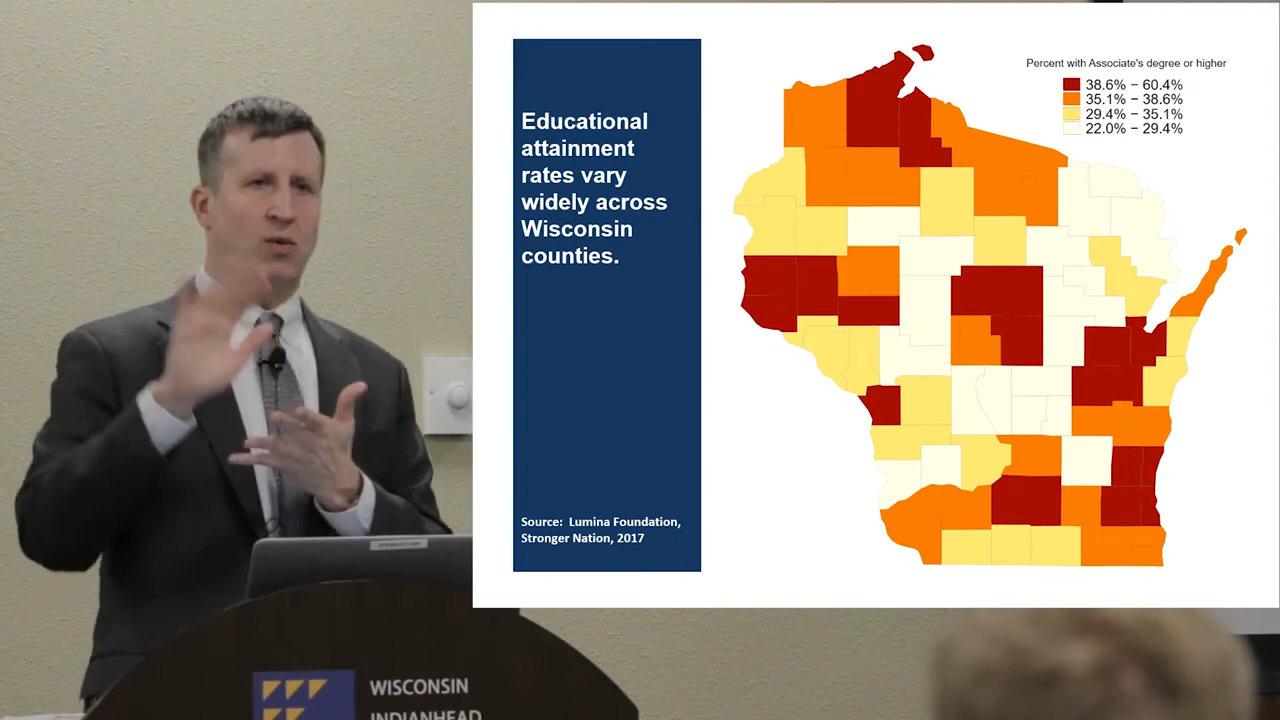 Educational
attainment
rates vary
widely across
Wisconsin
counties.
Source: Lumina Foundation,
Stronger Nation, 2017
Percent with Associate's degree or higher
38.6% − 60.4%
35.1% − 38.6%
29.4% − 35.1%
22.0% − 29.4%
WISCONSIN
INDIANHEAD